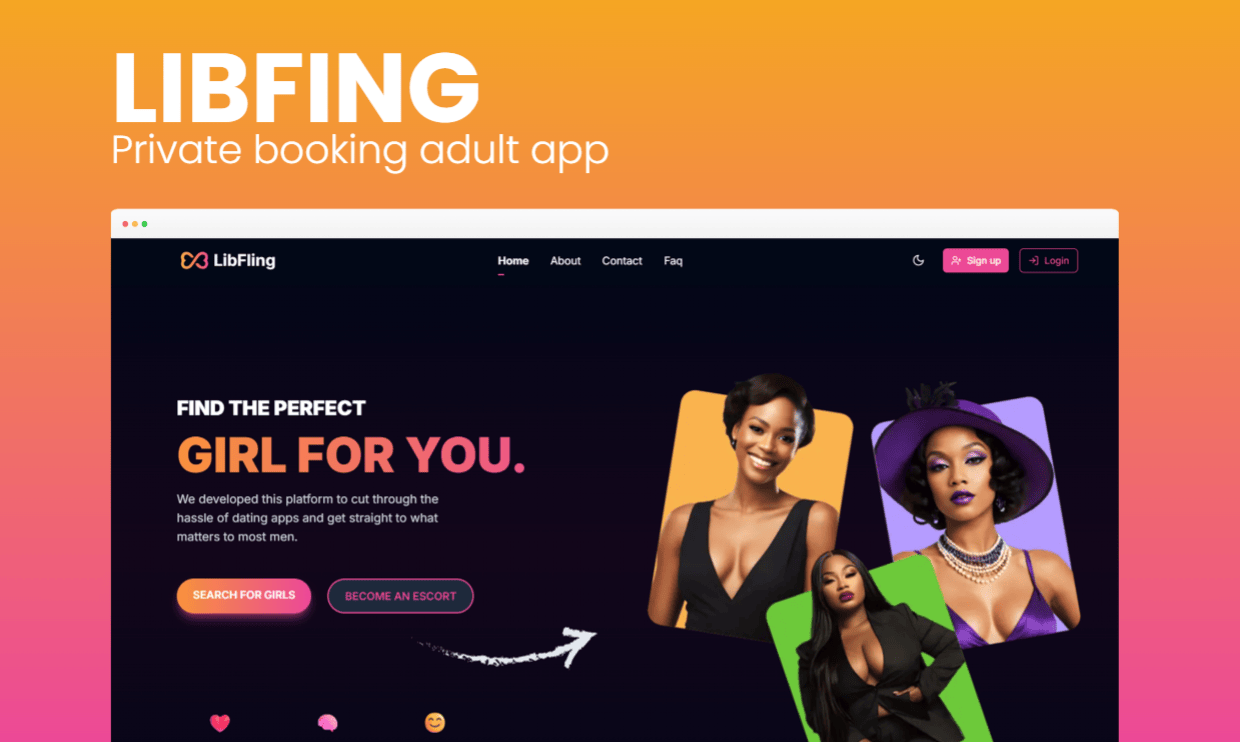 LIBFING
Private booking adult app
LibFling
Home
About
Contact
Faq
Sign up
Login
FIND THE PERFECT
GIRL FOR YOU.
We developed this platform to cut through the
hassle of dating apps and get straight to what
matters to most men.
SEARCH FOR GIRLS
BECOME AN ESCORT